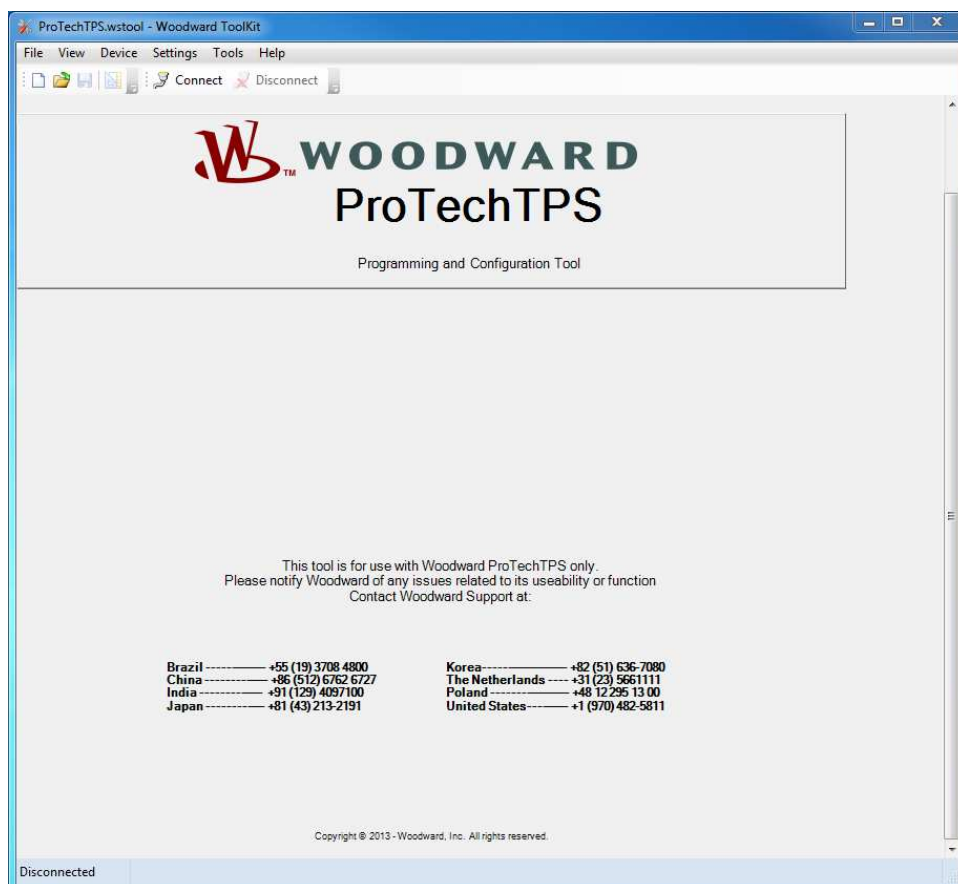 ProTechTPS.wstool - Woodward ToolKit
File View Device Settings Tools Help
Connect Disconnect
WOODWARD
TM
ProTechTPS
Programming and Configuration Tool
This tool is for use with Woodward ProTechTPS only.
Please notify Woodward of any issues related to its useability or function
Contact Woodward Support at:
Brazil ----------- +55 (19) 3708 4800 Korea--------------- +82 (51) 636-7080
China ----------- +86 (512) 6762 6727 The Netherlands ---- +31 (23) 5661111
India ----------- +91 (129) 4097100 Poland -------------- +48 12 295 13 00
Japan ----------- +81 (43) 213-2191 United States------- +1 (970) 482-5811
Copyright © 2013 - Woodward, Inc. All rights reserved.
Disconnected